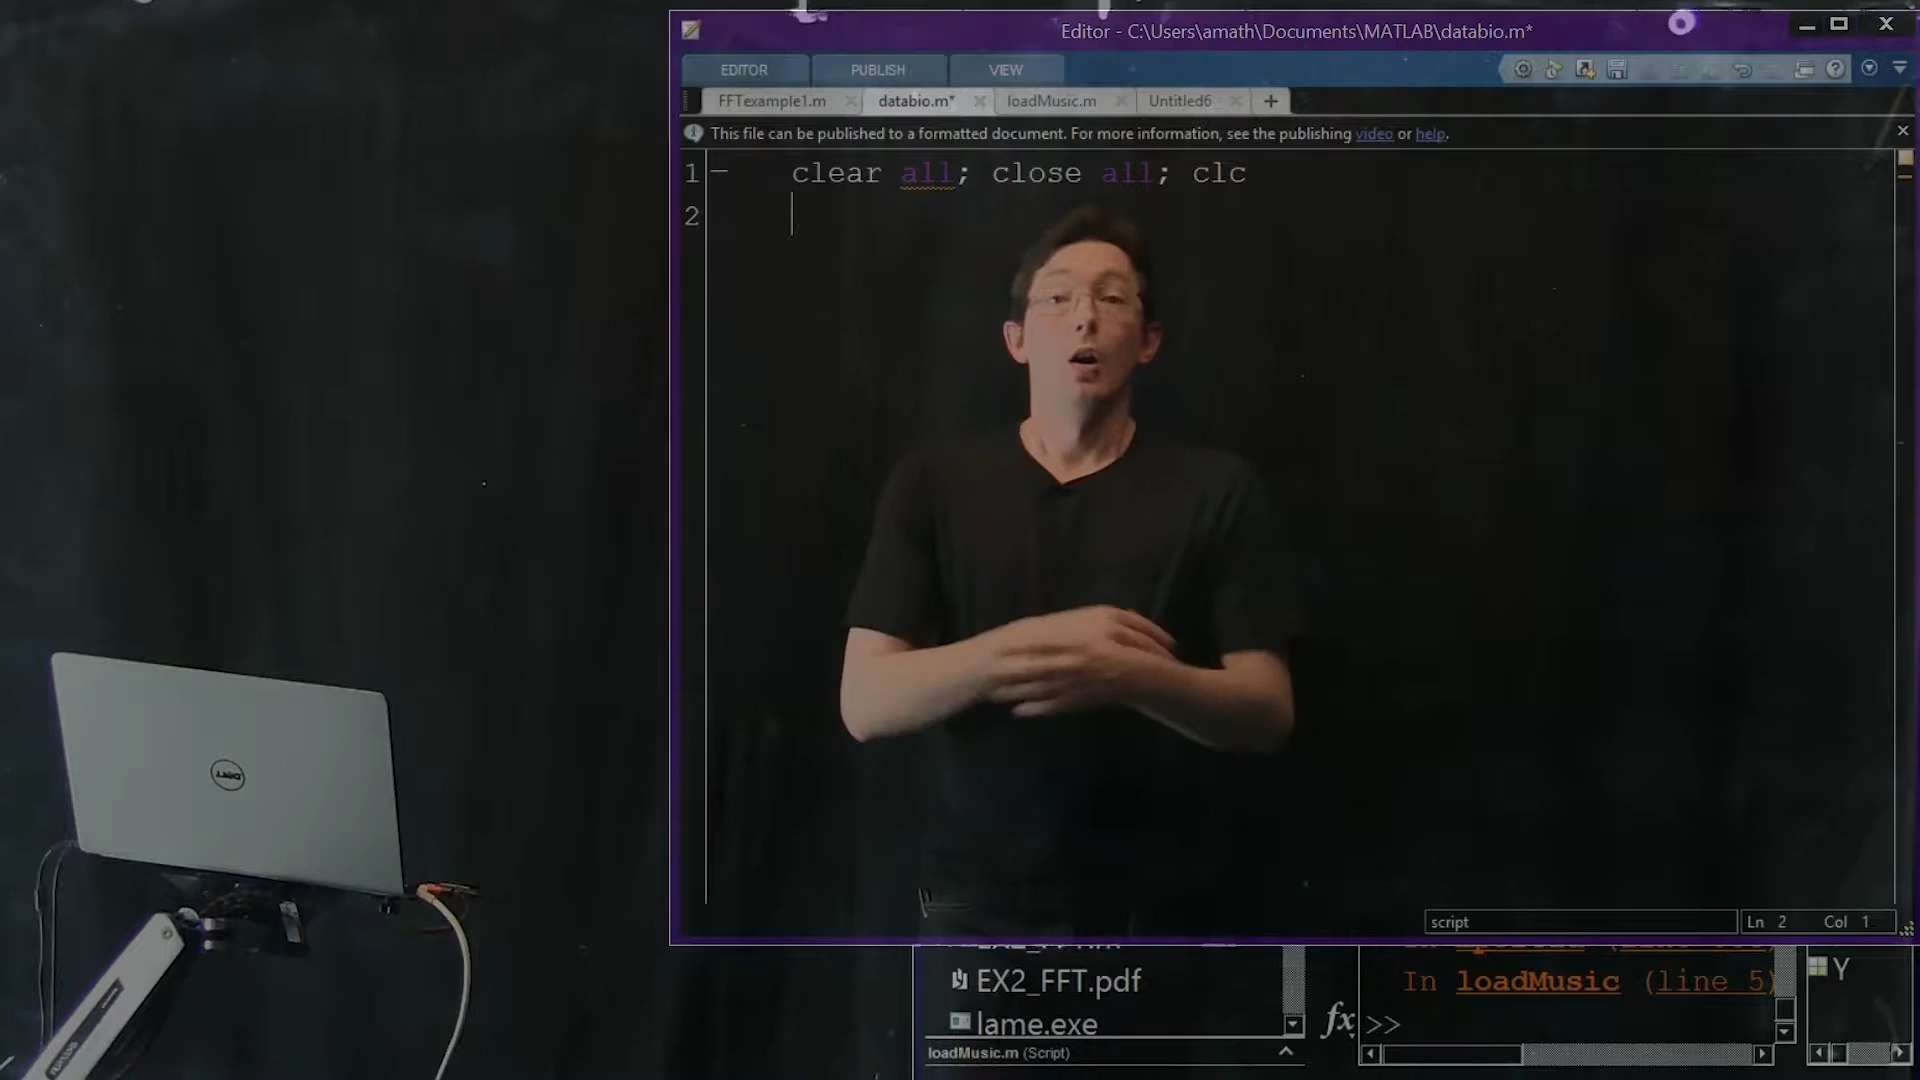 Editor - C:\Users\amath\Documents\MATLAB\databio.m*
EDITOR PUBLISH VIEW
FFTexample1.m databio.m* loadMusic.m Untitled6 +
This file can be published to a formatted document. For more information, see the publishing video or help.
1 clear all; close all; clc
2
script Ln 2 Col 1
EX2_FFT.pdf
lame.exe
loadMusic.m (Script)
In loadMusic (line 5)
fx >>
Y
DELL